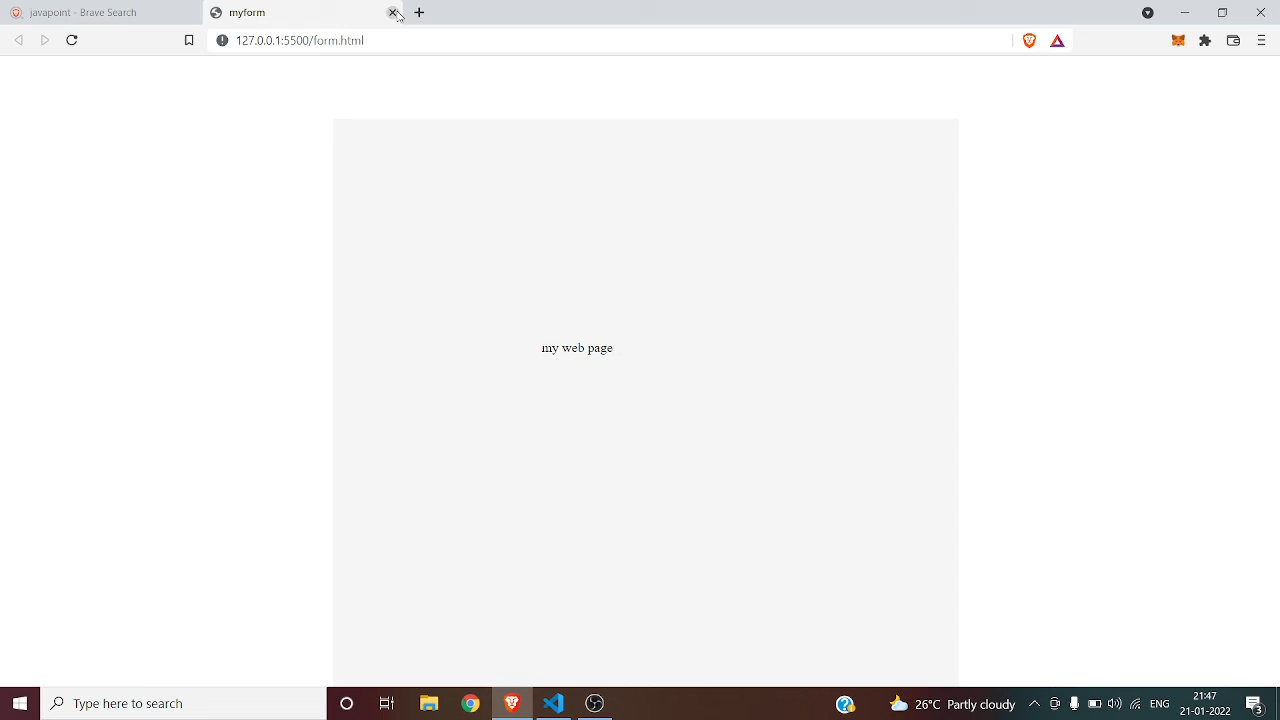 javapoint - Brave Search
myform
127.0.0.1:5500/form.html
my web page
Type here to search
26°C Partly cloudy
ENG
21:47
21-01-2022